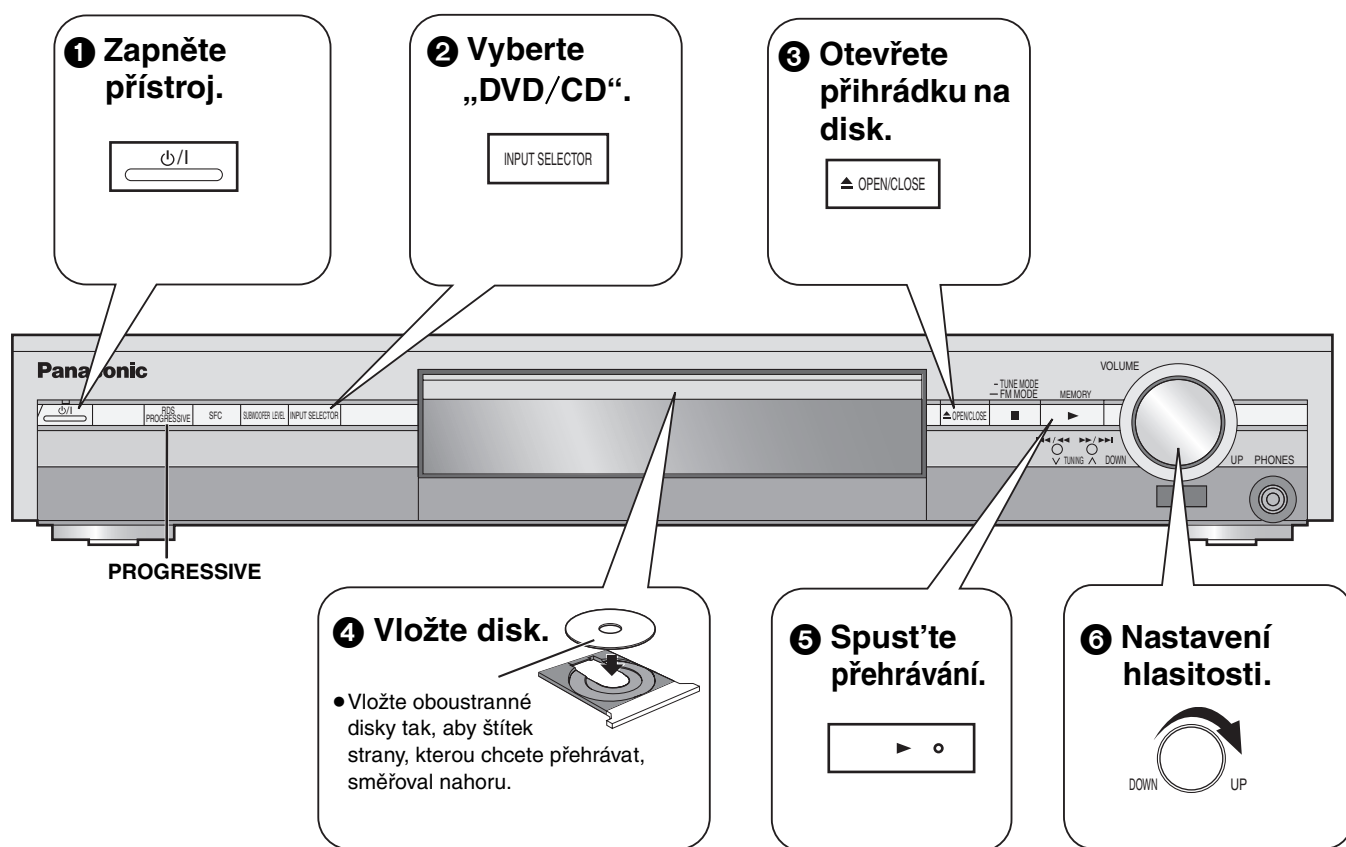 ❶ Zapněte
přístroj.
⏻/I
❷ Vyberte
„DVD/CD“.
INPUT SELECTOR
❸ Otevřete
přihrádku na
disk.
▲ OPEN/CLOSE
Panasonic
⏻/I
RDS
PROGRESSIVE
SFC
SUBWOOFER LEVEL
INPUT SELECTOR
▲ OPEN/CLOSE
– TUNE MODE
— FM MODE
MEMORY
VOLUME
∨ TUNING ∧
DOWN
UP
PHONES
PROGRESSIVE
❹ Vložte disk.
● Vložte oboustranné
disky tak, aby štítek
strany, kterou chcete přehrávat,
směřoval nahoru.
❺ Spusťte
přehrávání.
❻ Nastavení
hlasitosti.
DOWN
UP